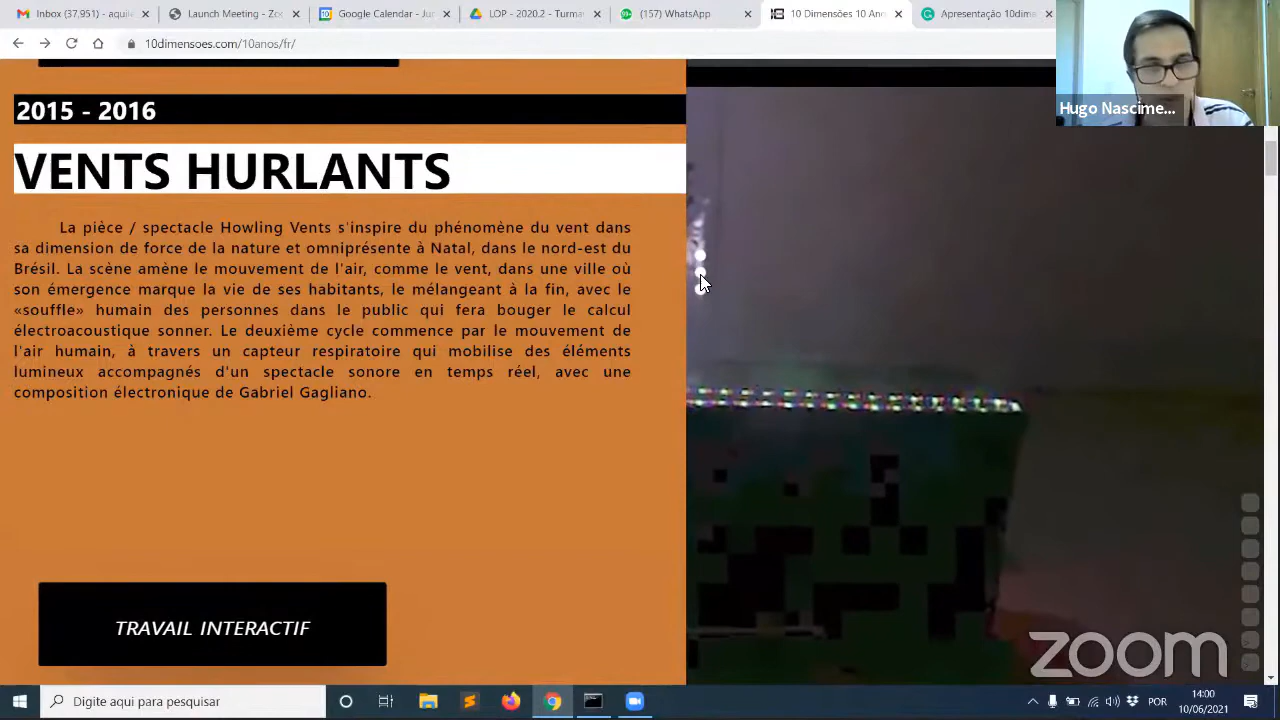 Inbox (37,951) - augus
Launch Meeting - Zoo
Google Calendar - Ju
LOP - 2020.2 - Turma
(157) WhatsApp
10 Dimensões 10 Ano
Apresentação 10dime
10dimensoes.com/10anos/fr/
Hugo Nascime...
2015 - 2016
VENTS HURLANTS
La pièce / spectacle Howling Vents s'inspire du phénomène du vent dans
sa dimension de force de la nature et omniprésente à Natal, dans le nord-est du
Brésil. La scène amène le mouvement de l'air, comme le vent, dans une ville où
son émergence marque la vie de ses habitants, le mélangeant à la fin, avec le
«souffle» humain des personnes dans le public qui fera bouger le calcul
électroacoustique sonner. Le deuxième cycle commence par le mouvement de
l'air humain, à travers un capteur respiratoire qui mobilise des éléments
lumineux accompagnés d'un spectacle sonore en temps réel, avec une
composition électronique de Gabriel Gagliano.
TRAVAIL INTERACTIF
zoom
Digite aqui para pesquisar
POR
14:00
10/06/2021